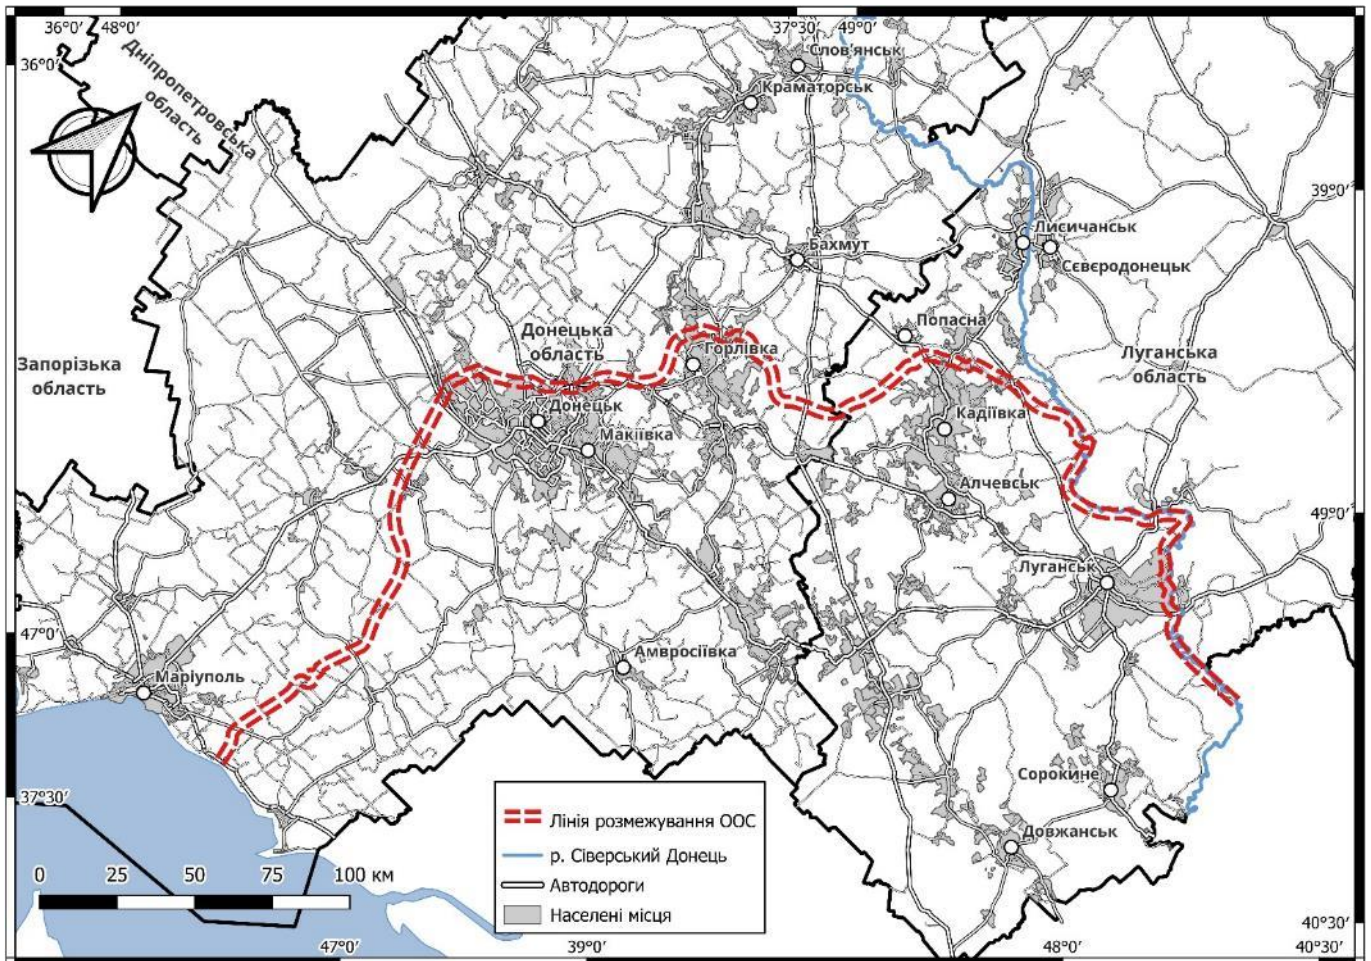 36°0' 48°0'
37°30' 49°0'
36°0'
Дніпропетровська
область
Слов'янськ
Краматорськ
39°0'
Лисичанськ
Сєвєродонецьк
Бахмут
Попасна
Донецька
область
Горлівка
Луганська
область
Запорізька
область
Донецьк
Макіївка
Кадіївка
Алчевськ
49°0'
Луганськ
47°0'
Амвросіївка
Маріуполь
Сорокине
37°30'
Довжанськ
Лінія розмежування ООС
р. Сіверський Донець
Автодороги
Населені місця
0 25 50 75 100 км
40°30'
47°0' 39°0' 48°0' 40°30'